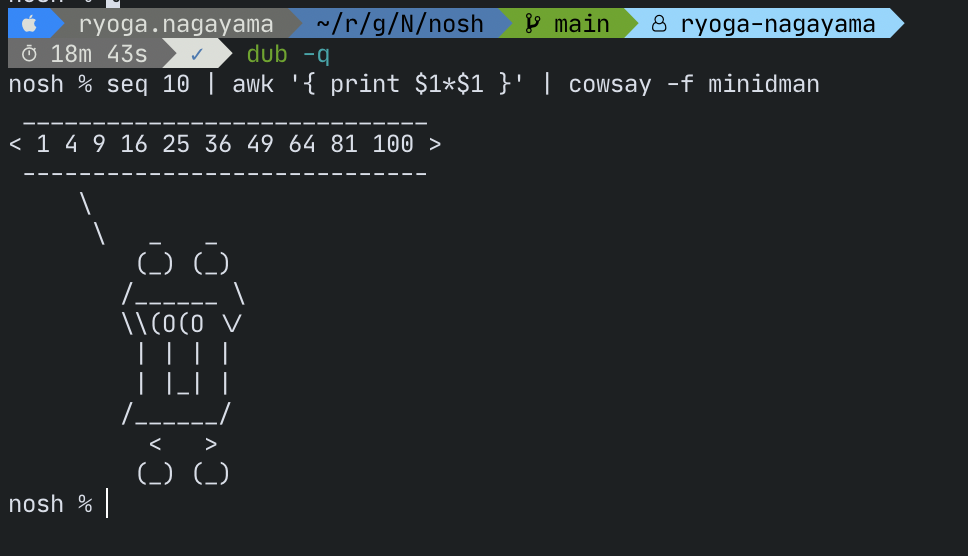 nosh %
ryoga.nagayama ~/r/g/N/nosh main ryoga-nagayama
18m 43s ✓ dub -q
nosh % seq 10 | awk '{ print $1*$1 }' | cowsay -f minidman
 _____________________________
< 1 4 9 16 25 36 49 64 81 100 >
 -----------------------------
     \
      \   _   _
         (_) (_)
        /______ \
        \\(O(O \/
         | | | |
         | |_| |
        /______/
          <   >
         (_) (_)
nosh %